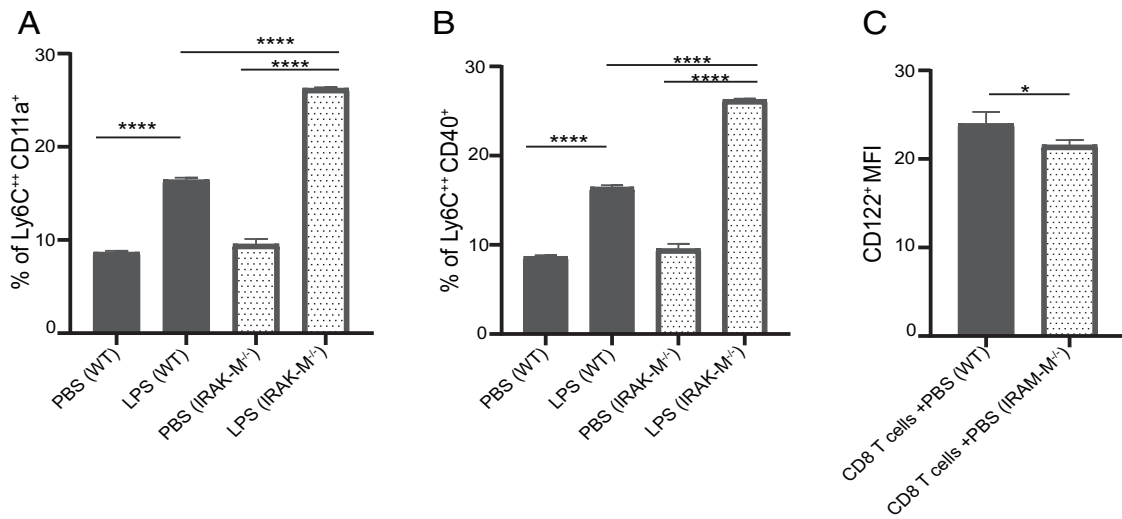 A
% of Ly6C⁺⁺ CD11a⁺
30
20
10
0
****
****
****
PBS (WT)
LPS (WT)
PBS (IRAK-M⁻/⁻)
LPS (IRAK-M⁻/⁻)
B
% of Ly6C⁺⁺ CD40⁺
30
20
10
0
****
****
****
PBS (WT)
LPS (WT)
PBS (IRAK-M⁻/⁻)
LPS (IRAK-M⁻/⁻)
C
CD122⁺ MFI
30
20
10
0
*
CD8 T cells +PBS (WT)
CD8 T cells +PBS (IRAM-M⁻/⁻)